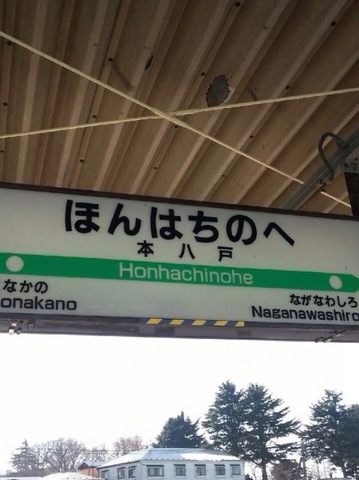 ほんはちのへ
本八戸
Honhachinohe
なかの
onakano
ながなわしろ
Naganawashiro